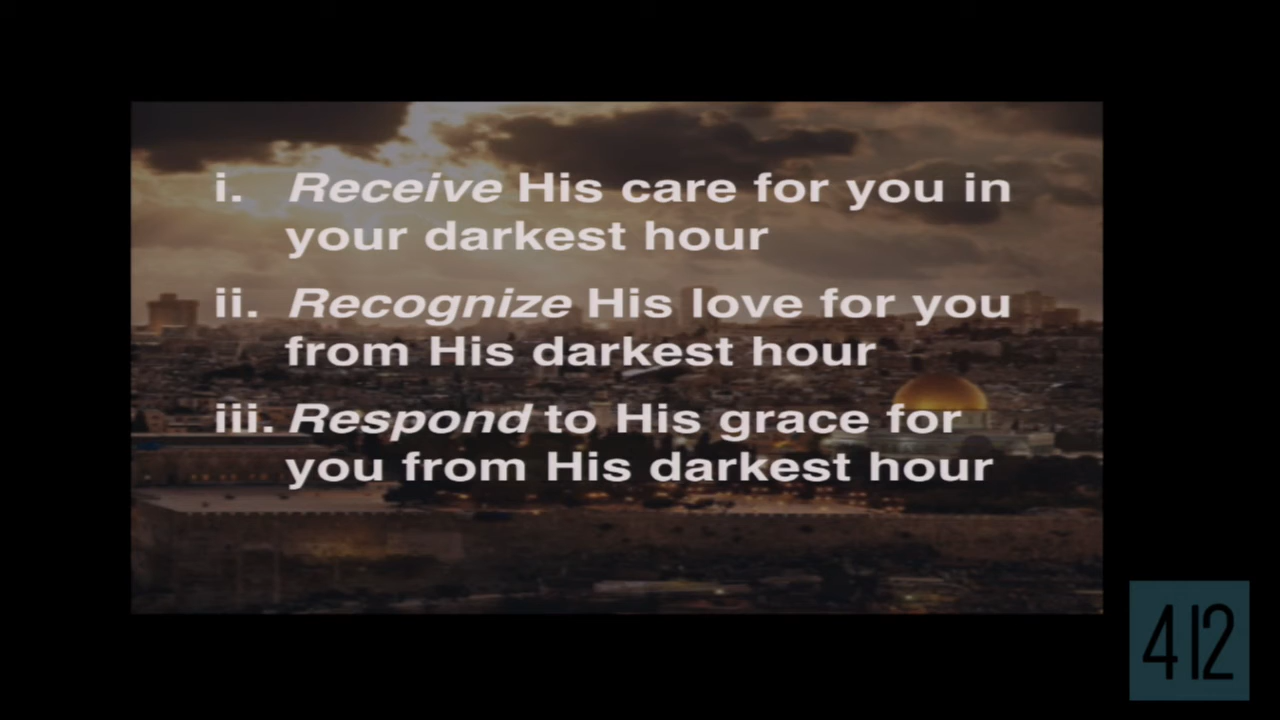 i. Receive His care for you in
your darkest hour
ii. Recognize His love for you
from His darkest hour
iii. Respond to His grace for
you from His darkest hour
412